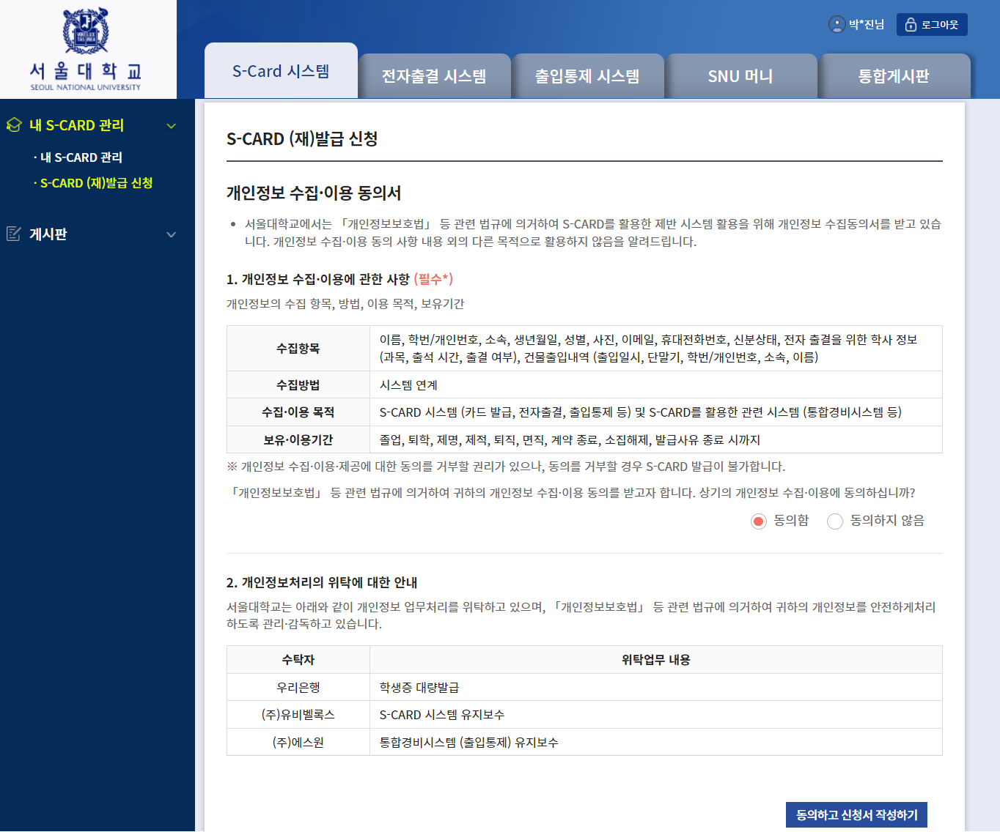 서울대학교
SEOUL NATIONAL UNIVERSITY
박*진님
로그아웃
S-Card 시스템
전자출결 시스템
출입통제 시스템
SNU 머니
통합게시판
내 S-CARD 관리
· 내 S-CARD 관리
· S-CARD (재)발급 신청
게시판
S-CARD (재)발급 신청
개인정보 수집·이용 동의서
서울대학교에서는 「개인정보보호법」 등 관련 법규에 의거하여 S-CARD를 활용한 제반 시스템 활용을 위해 개인정보 수집동의서를 받고 있습
니다. 개인정보 수집·이용 동의 사항 내용 외의 다른 목적으로 활용하지 않음을 알려드립니다.
1. 개인정보 수집·이용에 관한 사항 (필수*)
개인정보의 수집 항목, 방법, 이용 목적, 보유기간
수집항목
이름, 학번/개인번호, 소속, 생년월일, 성별, 사진, 이메일, 휴대전화번호, 신분상태, 전자 출결을 위한 학사 정보
(과목, 출석 시간, 출결 여부), 건물출입내역 (출입일시, 단말기, 학번/개인번호, 소속, 이름)
수집방법
시스템 연계
수집·이용 목적
S-CARD 시스템 (카드 발급, 전자출결, 출입통제 등) 및 S-CARD를 활용한 관련 시스템 (통합경비시스템 등)
보유·이용기간
졸업, 퇴학, 제명, 제적, 퇴직, 면직, 계약 종료, 소집해제, 발급사유 종료 시까지
※ 개인정보 수집·이용·제공에 대한 동의를 거부할 권리가 있으나, 동의를 거부할 경우 S-CARD 발급이 불가합니다.
「개인정보보호법」 등 관련 법규에 의거하여 귀하의 개인정보 수집·이용 동의를 받고자 합니다. 상기의 개인정보 수집·이용에 동의하십니까?
동의함
동의하지 않음
2. 개인정보처리의 위탁에 대한 안내
서울대학교는 아래와 같이 개인정보 업무처리를 위탁하고 있으며, 「개인정보보호법」 등 관련 법규에 의거하여 귀하의 개인정보를 안전하게처리
하도록 관리·감독하고 있습니다.
수탁자
위탁업무 내용
우리은행
학생증 대량발급
(주)유비벨록스
S-CARD 시스템 유지보수
(주)에스원
통합경비시스템 (출입통제) 유지보수
동의하고 신청서 작성하기